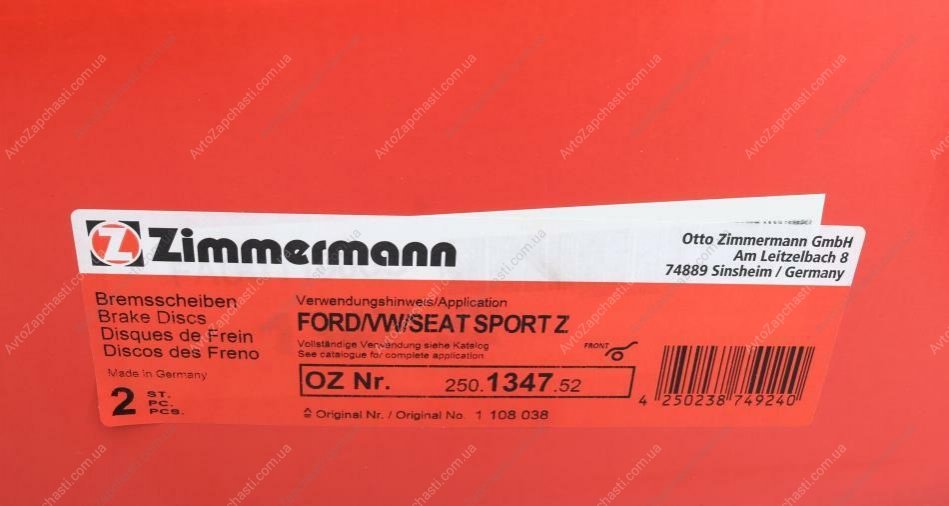 Zimmermann
Otto Zimmermann GmbH
Am Leitzelbach 8
74889 Sinsheim / Germany
Bremsscheiben
Brake Discs
Disques de Frein
Discos des Freno
Made in Germany
2 ST.
PC.
PCS.
Verwendungshinweis/Application
FORD/VW/SEAT SPORT Z
Vollständige Verwendung siehe Katalog
See catalogue for complete application
FRONT
OZ Nr. 250.1347.52
Original Nr. / Original No. 1 108 038
4 250238 749240
AvtoZapchasti.com.ua